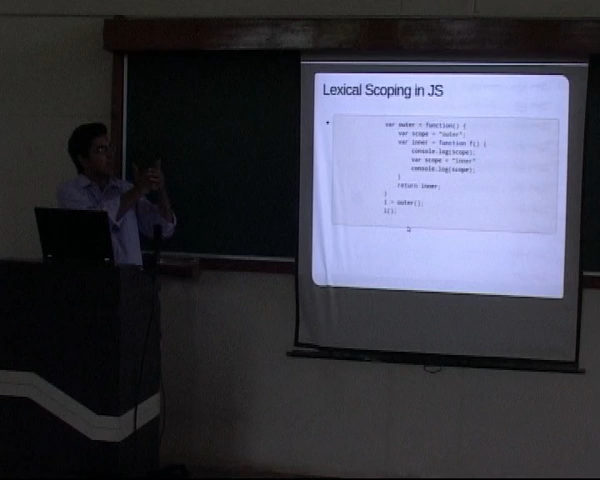 Lexical Scoping in JS
var outer = function() {
var scope = "outer";
var inner = function f() {
console.log(scope);
var scope = "inner"
console.log(scope);
}
return inner;
}
i = outer();
i();